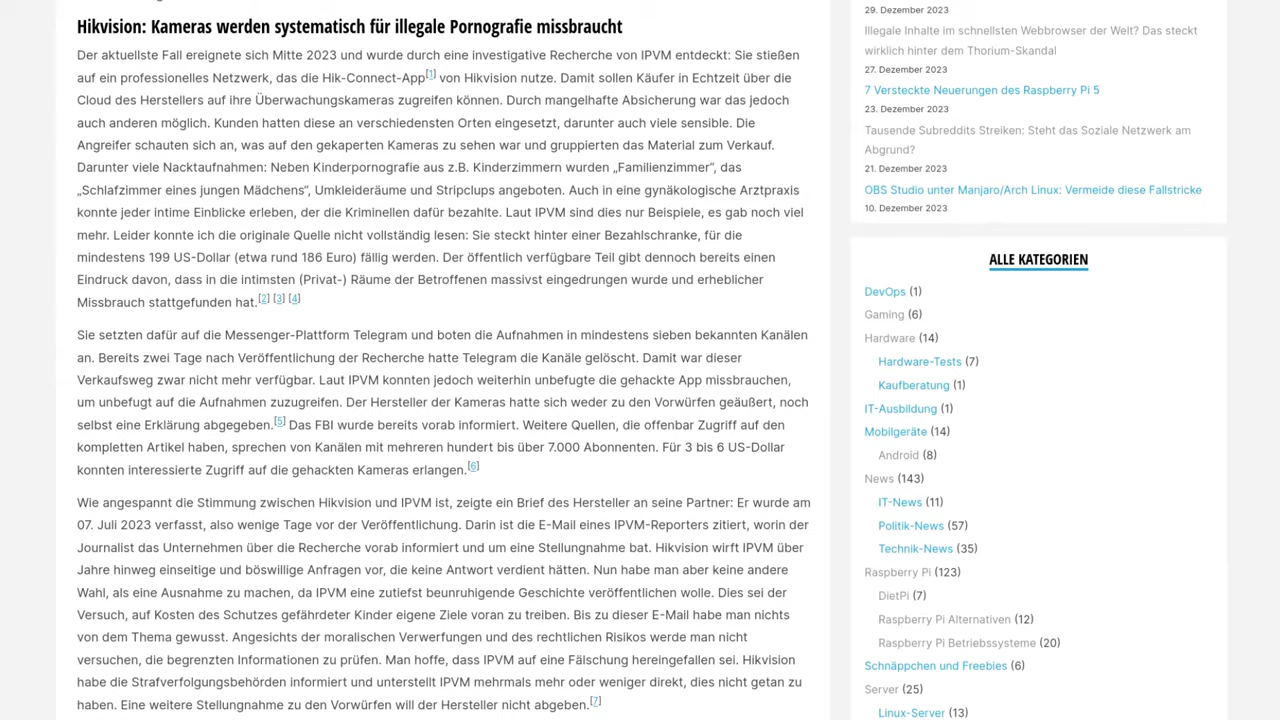 Hikvision: Kameras werden systematisch für illegale Pornografie missbraucht
Der aktuellste Fall ereignete sich Mitte 2023 und wurde durch eine investigative Recherche von IPVM entdeckt: Sie stießen
auf ein professionelles Netzwerk, das die Hik-Connect-App[1] von Hikvision nutze. Damit sollen Käufer in Echtzeit über die
Cloud des Herstellers auf ihre Überwachungskameras zugreifen können. Durch mangelhafte Absicherung war das jedoch
auch anderen möglich. Kunden hatten diese an verschiedensten Orten eingesetzt, darunter auch viele sensible. Die
Angreifer schauten sich an, was auf den gekaperten Kameras zu sehen war und gruppierten das Material zum Verkauf.
Darunter viele Nacktaufnahmen: Neben Kinderpornografie aus z.B. Kinderzimmern wurden „Familienzimmer“, das
„Schlafzimmer eines jungen Mädchens“, Umkleideräume und Stripclups angeboten. Auch in eine gynäkologische Arztpraxis
konnte jeder intime Einblicke erleben, der die Kriminellen dafür bezahlte. Laut IPVM sind dies nur Beispiele, es gab noch viel
mehr. Leider konnte ich die originale Quelle nicht vollständig lesen: Sie steckt hinter einer Bezahlschranke, für die
mindestens 199 US-Dollar (etwa rund 186 Euro) fällig werden. Der öffentlich verfügbare Teil gibt dennoch bereits einen
Eindruck davon, dass in die intimsten (Privat-) Räume der Betroffenen massivst eingedrungen wurde und erheblicher
Missbrauch stattgefunden hat.[2] [3] [4]
Sie setzten dafür auf die Messenger-Plattform Telegram und boten die Aufnahmen in mindestens sieben bekannten Kanälen
an. Bereits zwei Tage nach Veröffentlichung der Recherche hatte Telegram die Kanäle gelöscht. Damit war dieser
Verkaufsweg zwar nicht mehr verfügbar. Laut IPVM konnten jedoch weiterhin unbefugte die gehackte App missbrauchen,
um unbefugt auf die Aufnahmen zuzugreifen. Der Hersteller der Kameras hatte sich weder zu den Vorwürfen geäußert, noch
selbst eine Erklärung abgegeben.[5] Das FBI wurde bereits vorab informiert. Weitere Quellen, die offenbar Zugriff auf den
kompletten Artikel haben, sprechen von Kanälen mit mehreren hundert bis über 7.000 Abonnenten. Für 3 bis 6 US-Dollar
konnten interessierte Zugriff auf die gehackten Kameras erlangen.[6]
Wie angespannt die Stimmung zwischen Hikvision und IPVM ist, zeigte ein Brief des Hersteller an seine Partner: Er wurde am
07. Juli 2023 verfasst, also wenige Tage vor der Veröffentlichung. Darin ist die E-Mail eines IPVM-Reporters zitiert, worin der
Journalist das Unternehmen über die Recherche vorab informiert und um eine Stellungnahme bat. Hikvision wirft IPVM über
Jahre hinweg einseitige und böswillige Anfragen vor, die keine Antwort verdient hätten. Nun habe man aber keine andere
Wahl, als eine Ausnahme zu machen, da IPVM eine zutiefst beunruhigende Geschichte veröffentlichen wolle. Dies sei der
Versuch, auf Kosten des Schutzes gefährdeter Kinder eigene Ziele voran zu treiben. Bis zu dieser E-Mail habe man nichts
von dem Thema gewusst. Angesichts der moralischen Verwerfungen und des rechtlichen Risikos werde man nicht
versuchen, die begrenzten Informationen zu prüfen. Man hoffe, dass IPVM auf eine Fälschung hereingefallen sei. Hikvision
habe die Strafverfolgungsbehörden informiert und unterstellt IPVM mehrmals mehr oder weniger direkt, dies nicht getan zu
haben. Eine weitere Stellungnahme zu den Vorwürfen will der Hersteller nicht abgeben.[7]
29. Dezember 2023
Illegale Inhalte im schnellsten Webbrowser der Welt? Das steckt
wirklich hinter dem Thorium-Skandal
27. Dezember 2023
7 Versteckte Neuerungen des Raspberry Pi 5
23. Dezember 2023
Tausende Subreddits Streiken: Steht das Soziale Netzwerk am
Abgrund?
21. Dezember 2023
OBS Studio unter Manjaro/Arch Linux: Vermeide diese Fallstricke
10. Dezember 2023
ALLE KATEGORIEN
DevOps (1)
Gaming (6)
Hardware (14)
Hardware-Tests (7)
Kaufberatung (1)
IT-Ausbildung (1)
Mobilgeräte (14)
Android (8)
News (143)
IT-News (11)
Politik-News (57)
Technik-News (35)
Raspberry Pi (123)
DietPi (7)
Raspberry Pi Alternativen (12)
Raspberry Pi Betriebssysteme (20)
Schnäppchen und Freebies (6)
Server (25)
Linux-Server (13)